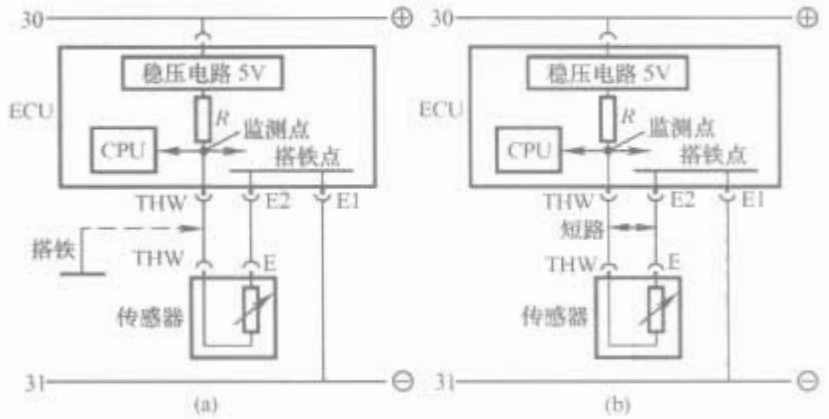 30
⊕
稳压电路 5V
ECU
R
监测点
CPU
搭铁点
THW
E2
E1
搭铁
THW
E
传感器
31
⊖
(a)
30
⊕
稳压电路 5V
ECU
R
监测点
CPU
搭铁点
THW
E2
E1
短路
THW
E
传感器
31
⊖
(b)